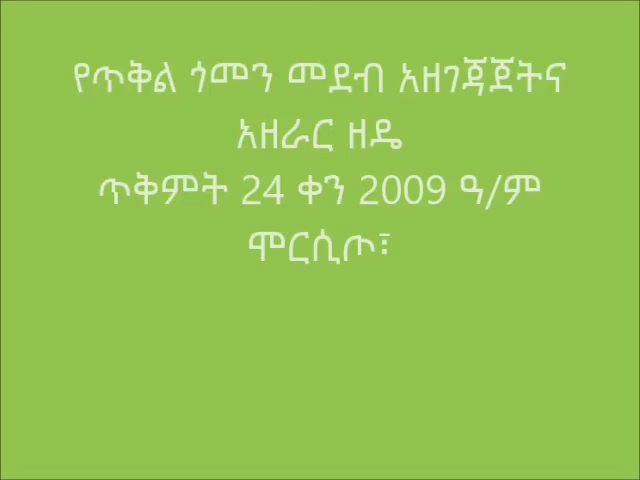 የጥቅል ጎመን መደብ አዘገጃጀትና
አዘራር ዘዴ
ጥቅምት 24 ቀን 2009 ዓ/ም
ሞርሲጦ፣